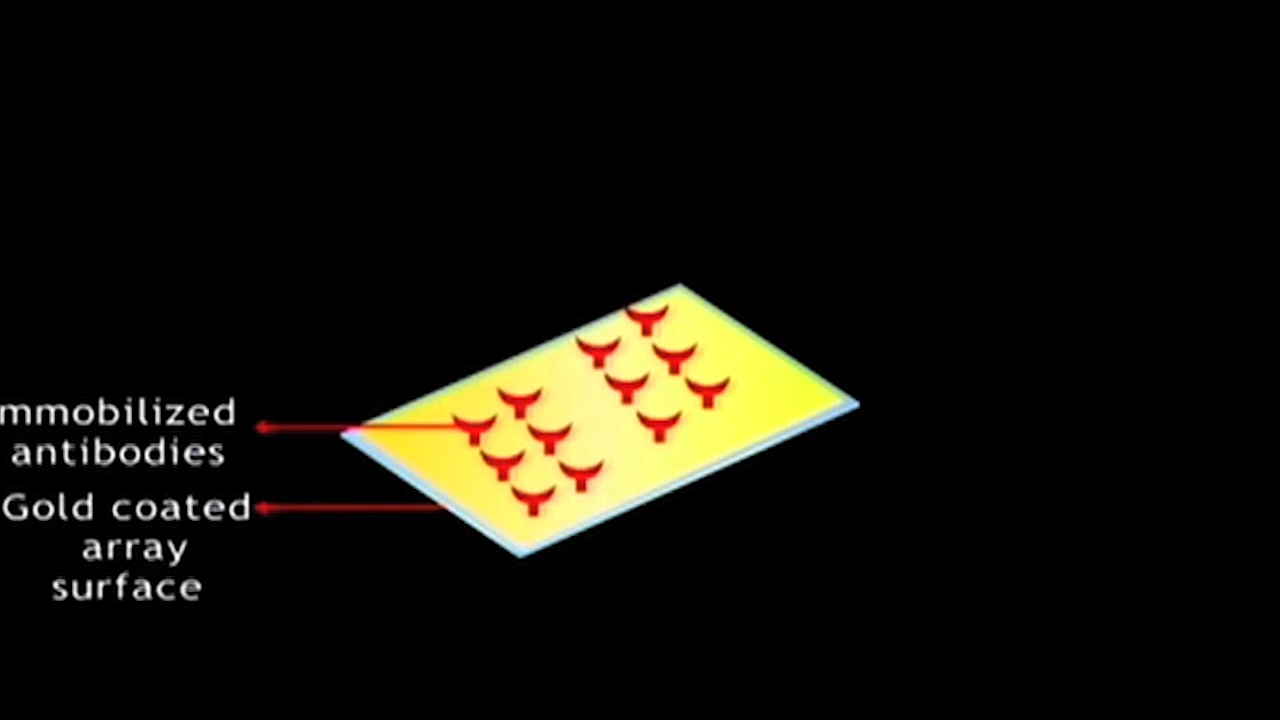 mmobilized
antibodies
Gold coated
array
surface